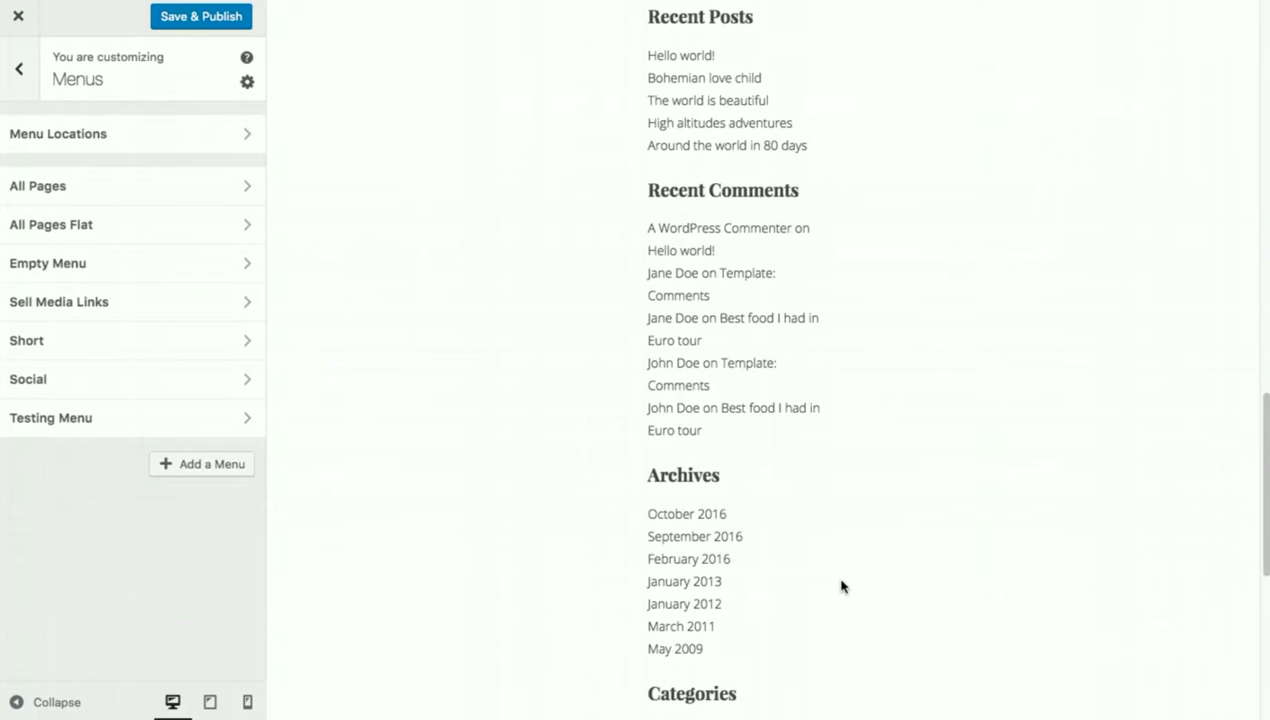 Save & Publish
You are customizing
Menus
Menu Locations
All Pages
All Pages Flat
Empty Menu
Sell Media Links
Short
Social
Testing Menu
Add a Menu
Collapse
Recent Posts
Hello world!
Bohemian love child
The world is beautiful
High altitudes adventures
Around the world in 80 days
Recent Comments
A WordPress Commenter on
Hello world!
Jane Doe on Template:
Comments
Jane Doe on Best food I had in
Euro tour
John Doe on Template:
Comments
John Doe on Best food I had in
Euro tour
Archives
October 2016
September 2016
February 2016
January 2013
January 2012
March 2011
May 2009
Categories